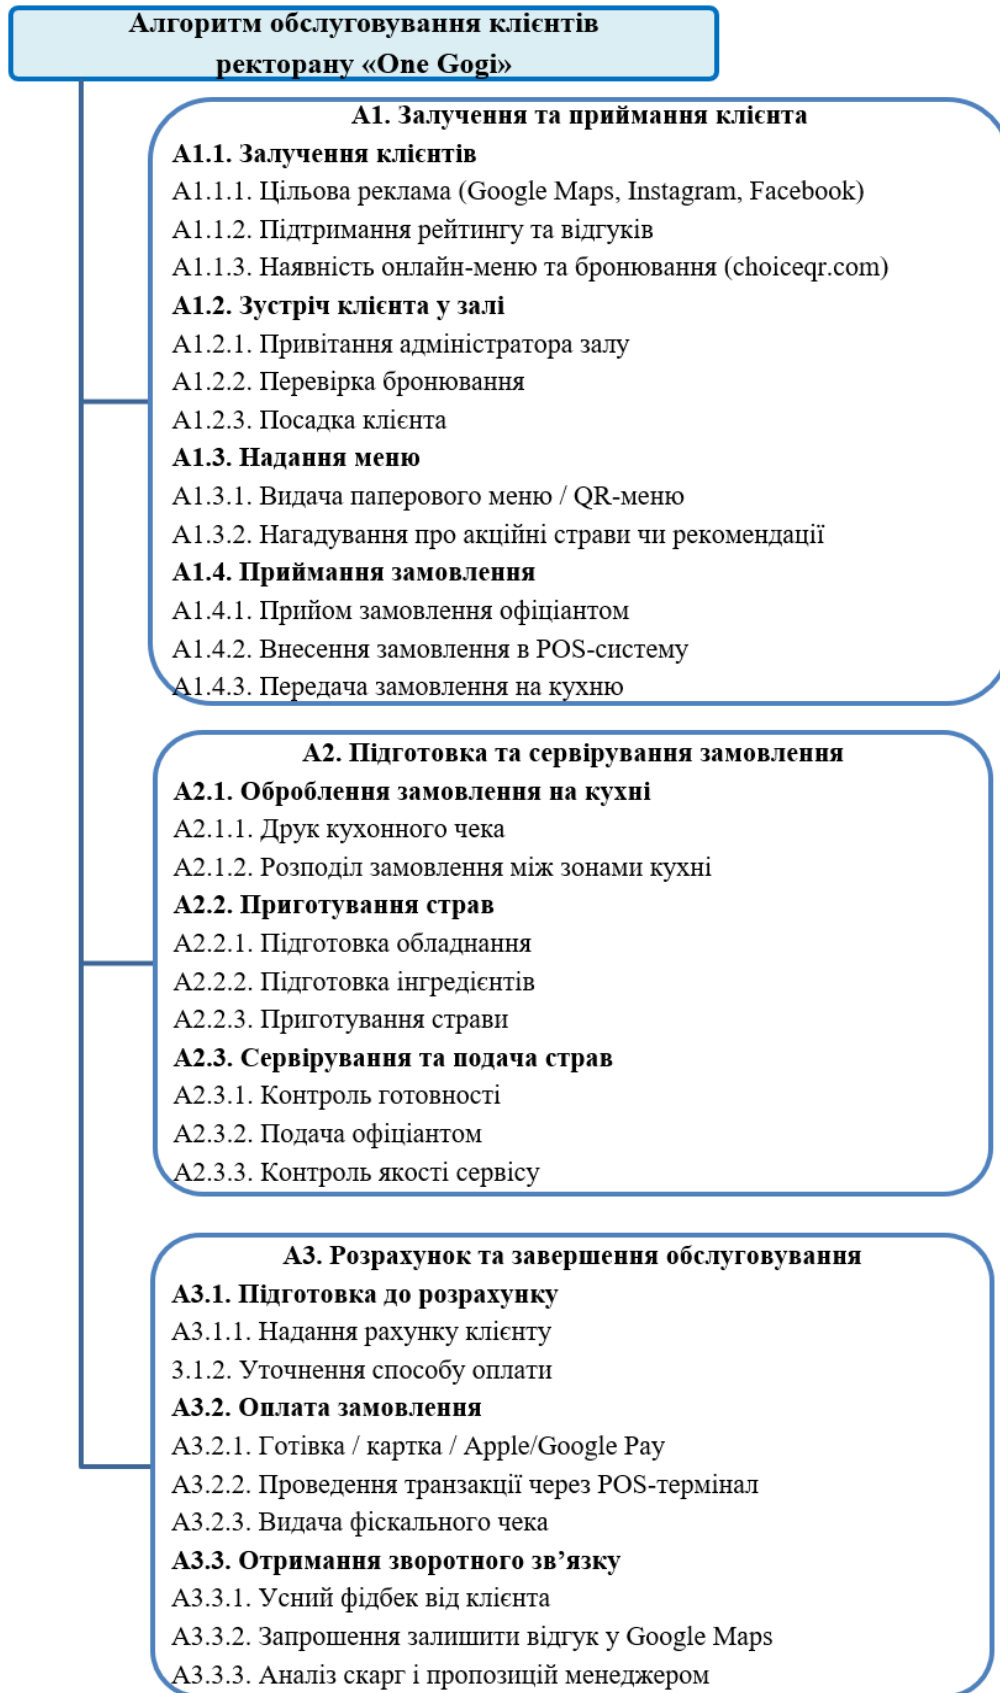 Алгоритм обслуговування клієнтів
ректорану «One Gogi»
А1. Залучення та приймання клієнта
А1.1. Залучення клієнтів
А1.1.1. Цільова реклама (Google Maps, Instagram, Facebook)
А1.1.2. Підтримання рейтингу та відгуків
А1.1.3. Наявність онлайн-меню та бронювання (choiceqr.com)
А1.2. Зустріч клієнта у залі
А1.2.1. Привітання адміністратора залу
А1.2.2. Перевірка бронювання
А1.2.3. Посадка клієнта
А1.3. Надання меню
А1.3.1. Видача паперового меню / QR-меню
А1.3.2. Нагадування про акційні страви чи рекомендації
А1.4. Приймання замовлення
А1.4.1. Прийом замовлення офіціантом
А1.4.2. Внесення замовлення в POS-систему
А1.4.3. Передача замовлення на кухню
А2. Підготовка та сервірування замовлення
А2.1. Оброблення замовлення на кухні
А2.1.1. Друк кухонного чека
А2.1.2. Розподіл замовлення між зонами кухні
А2.2. Приготування страв
А2.2.1. Підготовка обладнання
А2.2.2. Підготовка інгредієнтів
А2.2.3. Приготування страви
А2.3. Сервірування та подача страв
А2.3.1. Контроль готовності
А2.3.2. Подача офіціантом
А2.3.3. Контроль якості сервісу
А3. Розрахунок та завершення обслуговування
А3.1. Підготовка до розрахунку
А3.1.1. Надання рахунку клієнту
3.1.2. Уточнення способу оплати
А3.2. Оплата замовлення
А3.2.1. Готівка / картка / Apple/Google Pay
А3.2.2. Проведення транзакції через POS-термінал
А3.2.3. Видача фіскального чека
А3.3. Отримання зворотного зв’язку
А3.3.1. Усний фідбек від клієнта
А3.3.2. Запрошення залишити відгук у Google Maps
А3.3.3. Аналіз скарг і пропозицій менеджером